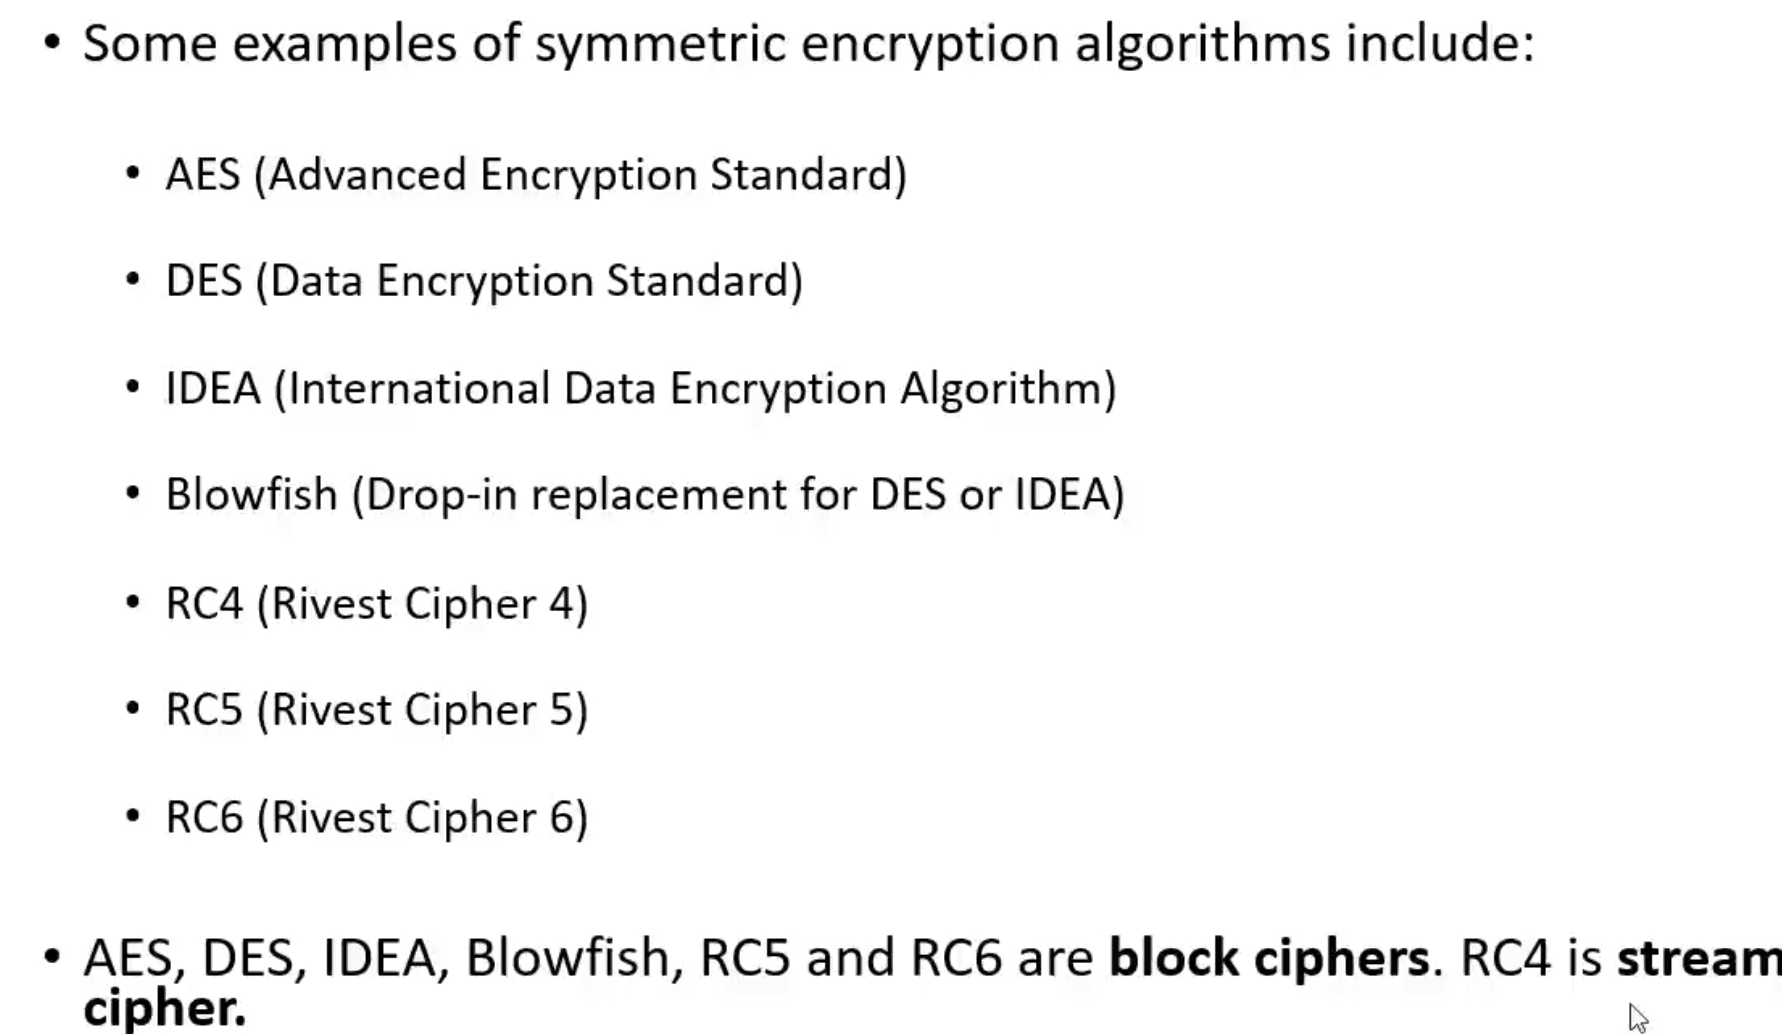 • Some examples of symmetric encryption algorithms include:
• AES (Advanced Encryption Standard)
• DES (Data Encryption Standard)
• IDEA (International Data Encryption Algorithm)
• Blowfish (Drop-in replacement for DES or IDEA)
• RC4 (Rivest Cipher 4)
• RC5 (Rivest Cipher 5)
• RC6 (Rivest Cipher 6)
• AES, DES, IDEA, Blowfish, RC5 and RC6 are block ciphers. RC4 is stream
cipher.